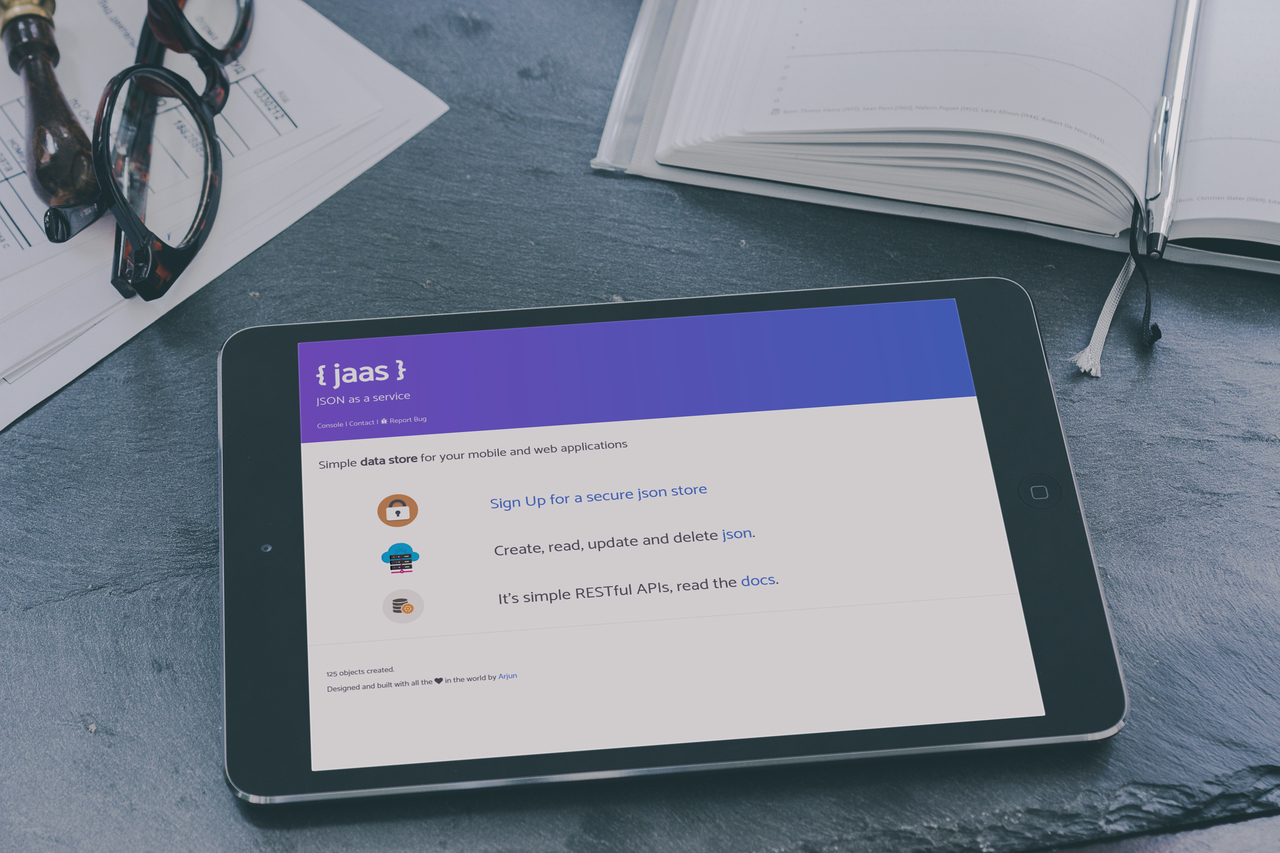 { jaas }
JSON as a service
Console | Contact | Report Bug
Simple data store for your mobile and web applications
Sign Up for a secure json store
Create, read, update and delete json.
It's simple RESTful APIs, read the docs.
125 objects created.
Designed and built with all the ❤ in the world by Arjun